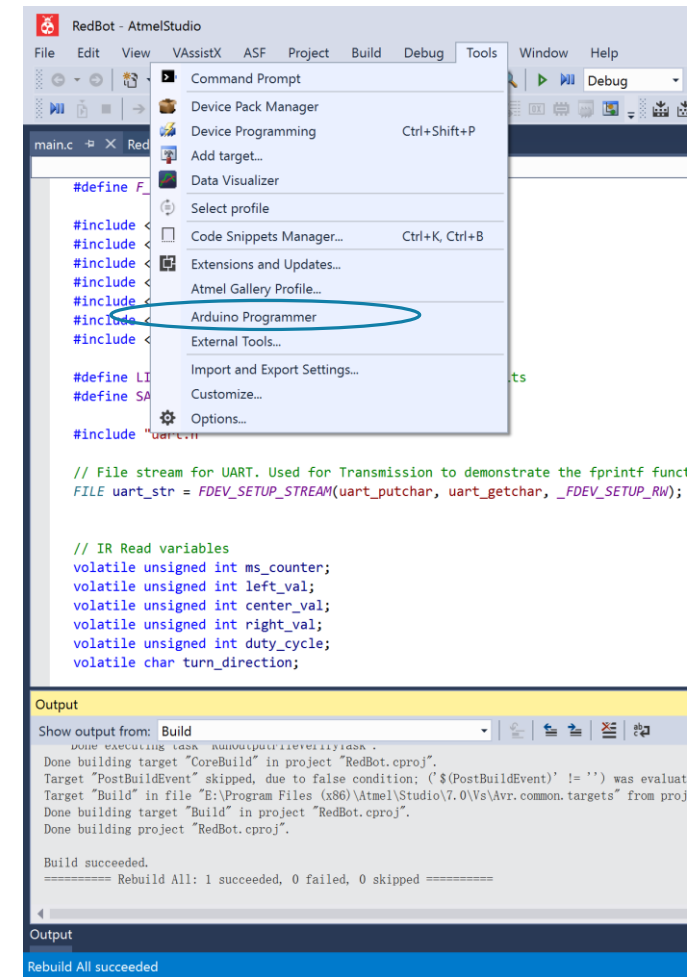 RedBot - AtmelStudio
File Edit View VAssistX ASF Project Build Debug Tools Window Help
Debug
Command Prompt
Device Pack Manager
Device Programming Ctrl+Shift+P
Add target...
Data Visualizer
Select profile
Code Snippets Manager... Ctrl+K, Ctrl+B
Extensions and Updates...
Atmel Gallery Profile...
Arduino Programmer
External Tools...
Import and Export Settings...
Customize...
Options...
main.c Red
#define F_
#include <
#include <
#include <
#include <
#include <
#include <
#include <
#define LI ts
#define SA
#include "uart.h"
// File stream for UART. Used for Transmission to demonstrate the fprintf funct
FILE uart_str = FDEV_SETUP_STREAM(uart_putchar, uart_getchar, _FDEV_SETUP_RW);
// IR Read variables
volatile unsigned int ms_counter;
volatile unsigned int left_val;
volatile unsigned int center_val;
volatile unsigned int right_val;
volatile unsigned int duty_cycle;
volatile char turn_direction;
Output
Show output from: Build
Done executing task "RunOutputFileVerifyTask".
Done building target "CoreBuild" in project "RedBot.cproj".
Target "PostBuildEvent" skipped, due to false condition; ('$(PostBuildEvent)' != '') was evaluat
Target "Build" in file "E:\Program Files (x86)\Atmel\Studio\7.0\Vs\Avr.common.targets" from proj
Done building target "Build" in project "RedBot.cproj".
Done building project "RedBot.cproj".
Build succeeded.
========== Rebuild All: 1 succeeded, 0 failed, 0 skipped ==========
Output
Rebuild All succeeded